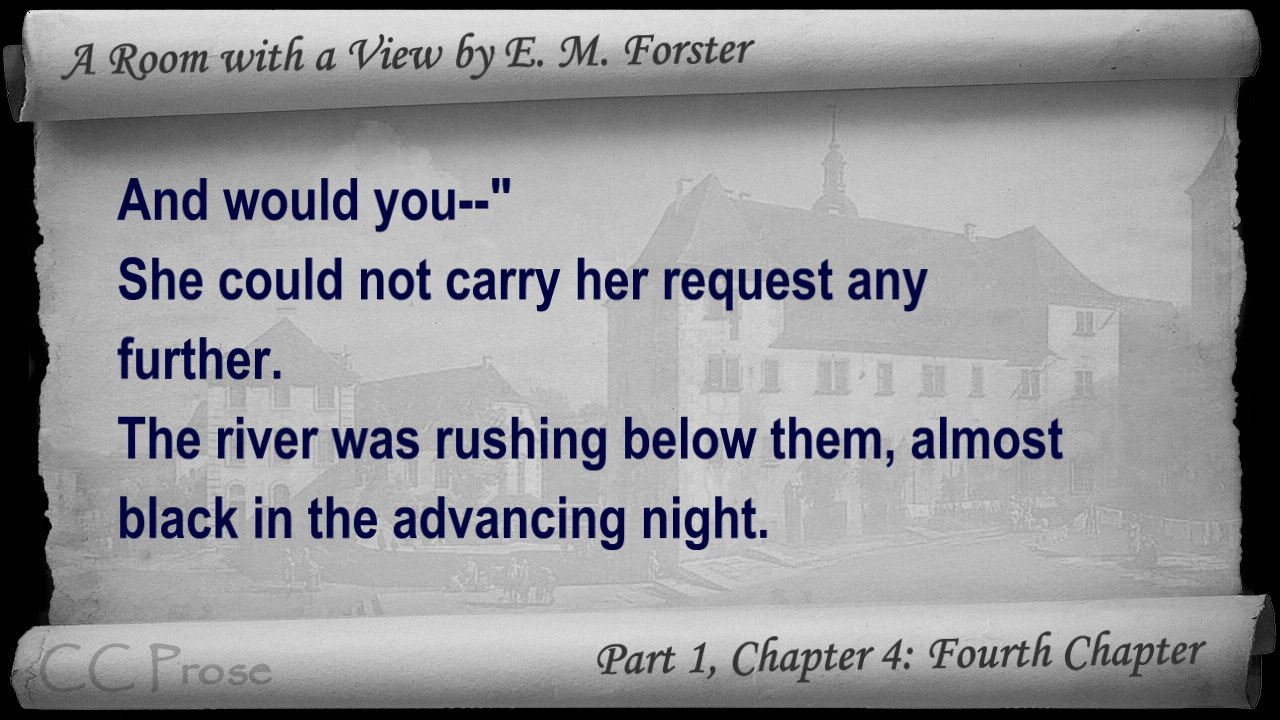 A Room with a View by E. M. Forster
And would you--"
She could not carry her request any
further.
The river was rushing below them, almost
black in the advancing night.
CC Prose
Part 1, Chapter 4: Fourth Chapter